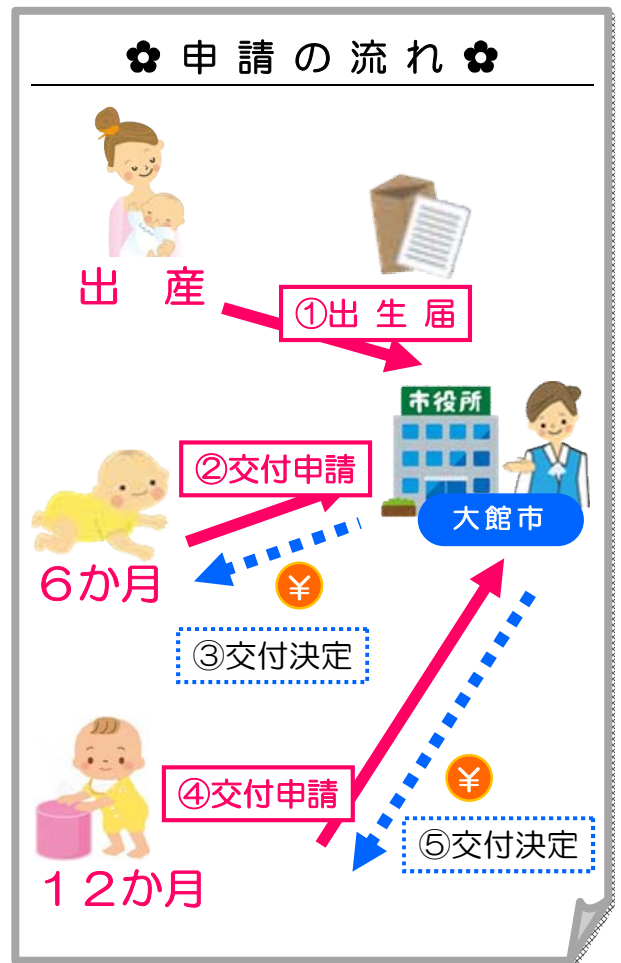 ✿ 申 請 の 流 れ ✿
出 産
①出 生 届
市役所
大館市
②交付申請
6か月
¥
③交付決定
④交付申請
¥
⑤交付決定
12か月